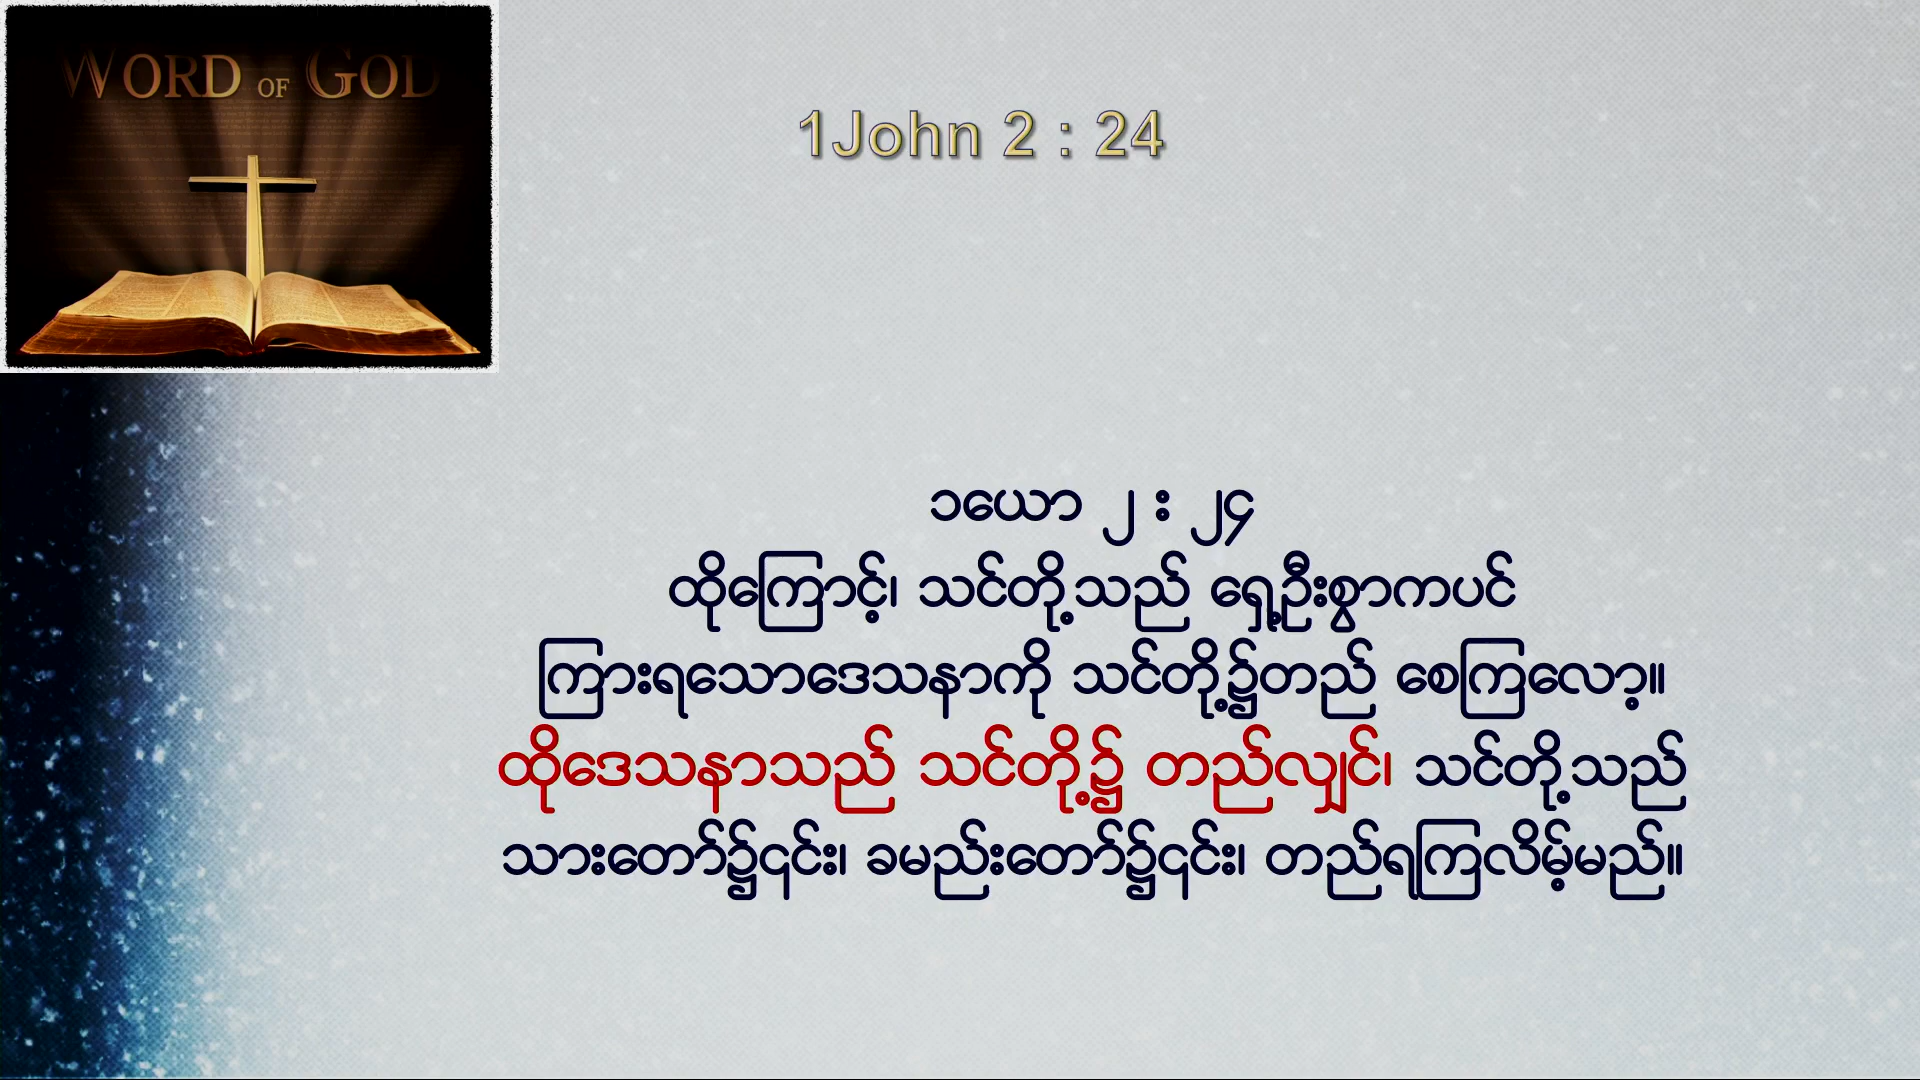 WORD OF GOD
1John 2 : 24
၁ယော ၂ : ၂၄
ထိုကြောင့်၊ သင်တို့သည် ရှေ့ဦးစွာကပင်
ကြားရသောဒေသနာကို သင်တို့၌တည် စေကြလော့။
ထိုဒေသနာသည် သင်တို့၌ တည်လျှင်၊ သင်တို့သည်
သားတော်၌၎င်း၊ ခမည်းတော်၌၎င်း၊ တည်ရကြလိမ့်မည်။